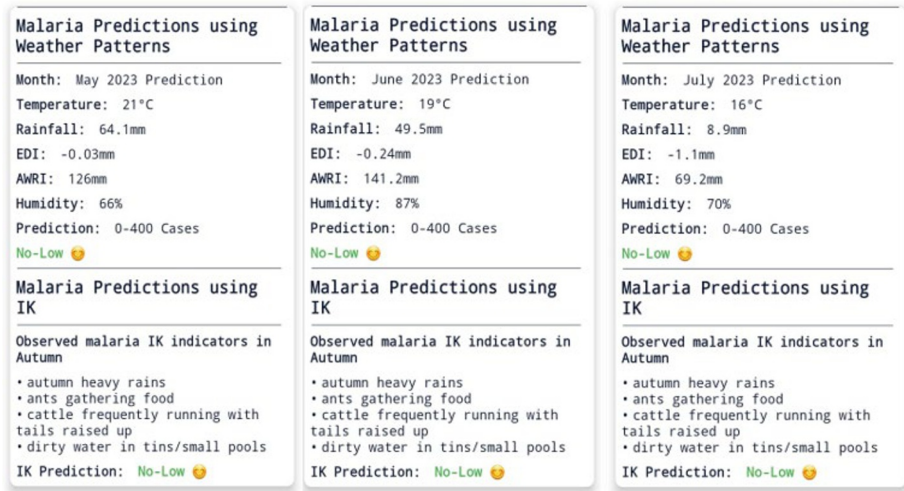 Malaria Predictions using
Weather Patterns
Month: May 2023 Prediction
Temperature: 21°C
Rainfall: 64.1mm
EDI: -0.03mm
AWRI: 126mm
Humidity: 66%
Prediction: 0-400 Cases
No-Low 😊
Malaria Predictions using
IK
Observed malaria IK indicators in
Autumn
• autumn heavy rains
• ants gathering food
• cattle frequently running with
tails raised up
• dirty water in tins/small pools
IK Prediction: No-Low 😊
Malaria Predictions using
Weather Patterns
Month: June 2023 Prediction
Temperature: 19°C
Rainfall: 49.5mm
EDI: -0.24mm
AWRI: 141.2mm
Humidity: 87%
Prediction: 0-400 Cases
No-Low 😊
Malaria Predictions using
IK
Observed malaria IK indicators in
Autumn
• autumn heavy rains
• ants gathering food
• cattle frequently running with
tails raised up
• dirty water in tins/small pools
IK Prediction: No-Low 😊
Malaria Predictions using
Weather Patterns
Month: July 2023 Prediction
Temperature: 16°C
Rainfall: 8.9mm
EDI: -1.1mm
AWRI: 69.2mm
Humidity: 70%
Prediction: 0-400 Cases
No-Low 😊
Malaria Predictions using
IK
Observed malaria IK indicators in
Autumn
• autumn heavy rains
• ants gathering food
• cattle frequently running with
tails raised up
• dirty water in tins/small pools
IK Prediction: No-Low 😊